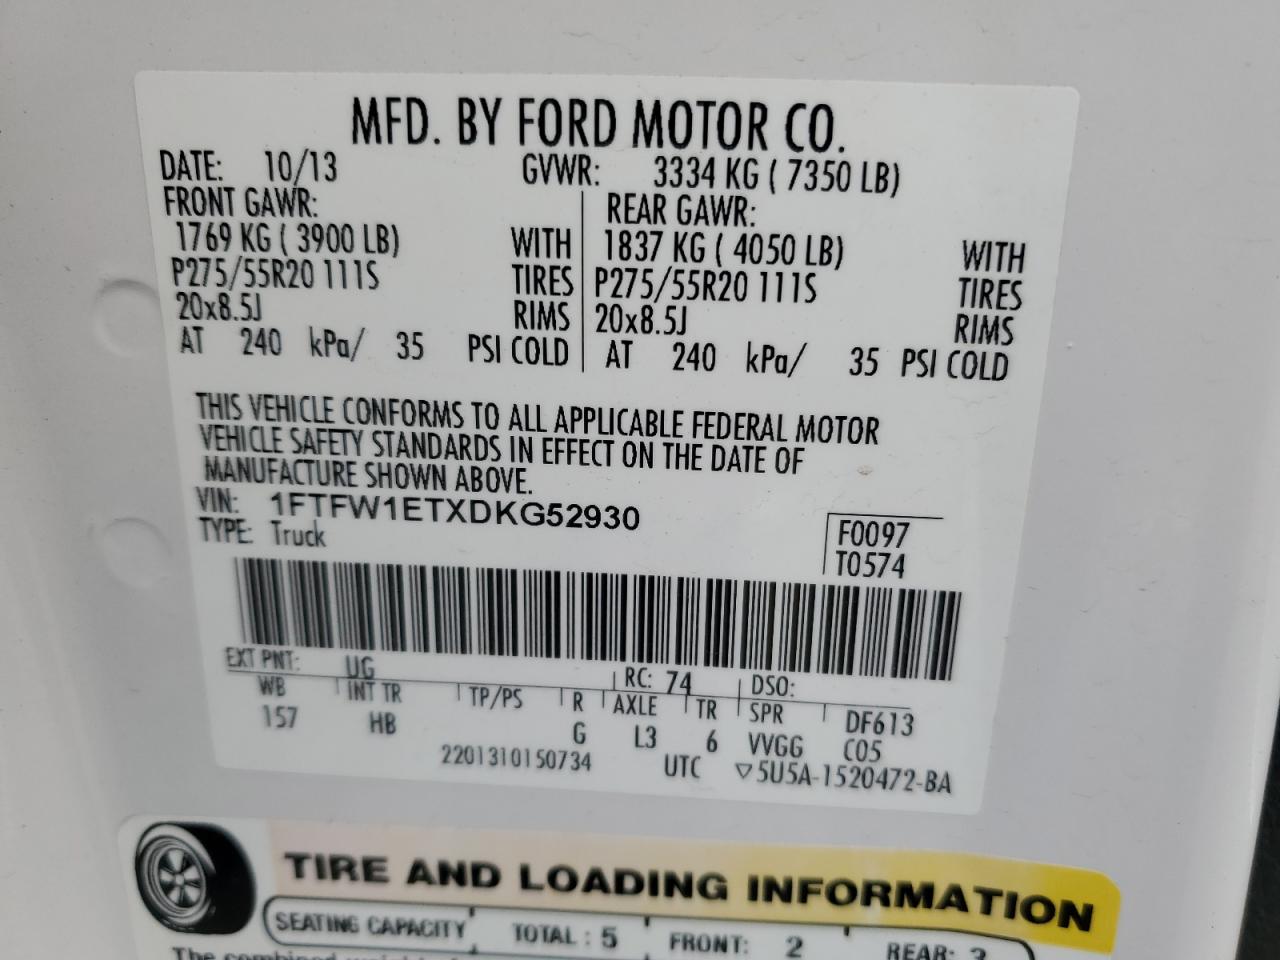 MFD. BY FORD MOTOR CO.
DATE: 10/13 GVWR: 3334 KG ( 7350 LB)
FRONT GAWR: REAR GAWR:
1769 KG ( 3900 LB) WITH 1837 KG ( 4050 LB) WITH
P275/55R20 111S TIRES P275/55R20 111S TIRES
20x8.5J RIMS 20x8.5J RIMS
AT 240 kPa/ 35 PSI COLD AT 240 kPa/ 35 PSI COLD
THIS VEHICLE CONFORMS TO ALL APPLICABLE FEDERAL MOTOR
VEHICLE SAFETY STANDARDS IN EFFECT ON THE DATE OF
MANUFACTURE SHOWN ABOVE.
VIN: 1FTFW1ETXDKG52930
TYPE: Truck
F0097
T0574
EXT PNT: UG RC: 74 DSO:
WB INT TR TP/PS R AXLE TR SPR DF613
157 HB G L3 6 VVGG C05
2201310150734 UTC ▽5U5A-1520472-BA
TIRE AND LOADING INFORMATION
SEATING CAPACITY TOTAL : 5 FRONT: 2 REAR: 3
The combined